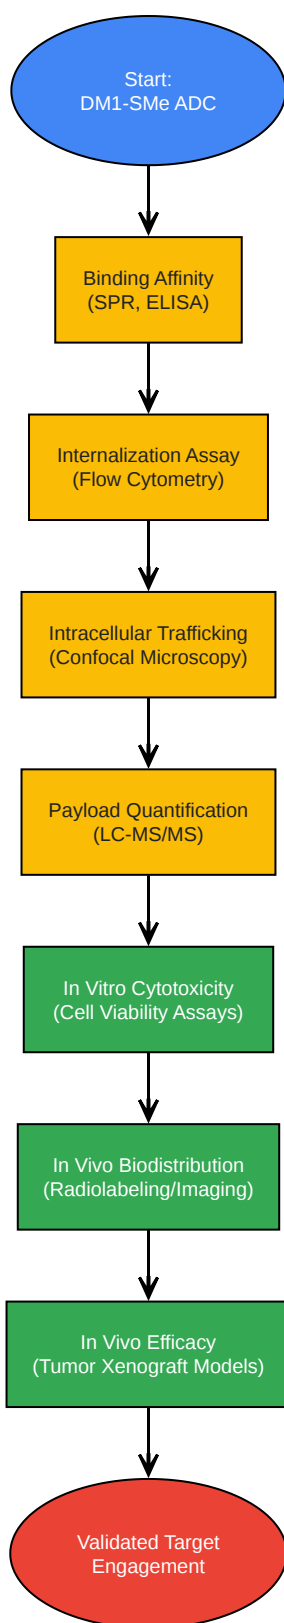 Start:
DM1-SMe ADC
Binding Affinity
(SPR, ELISA)
Internalization Assay
(Flow Cytometry)
Intracellular Trafficking
(Confocal Microscopy)
Payload Quantification
(LC-MS/MS)
In Vitro Cytotoxicity
(Cell Viability Assays)
In Vivo Biodistribution
(Radiolabeling/Imaging)
In Vivo Efficacy
(Tumor Xenograft Models)
Validated Target
Engagement